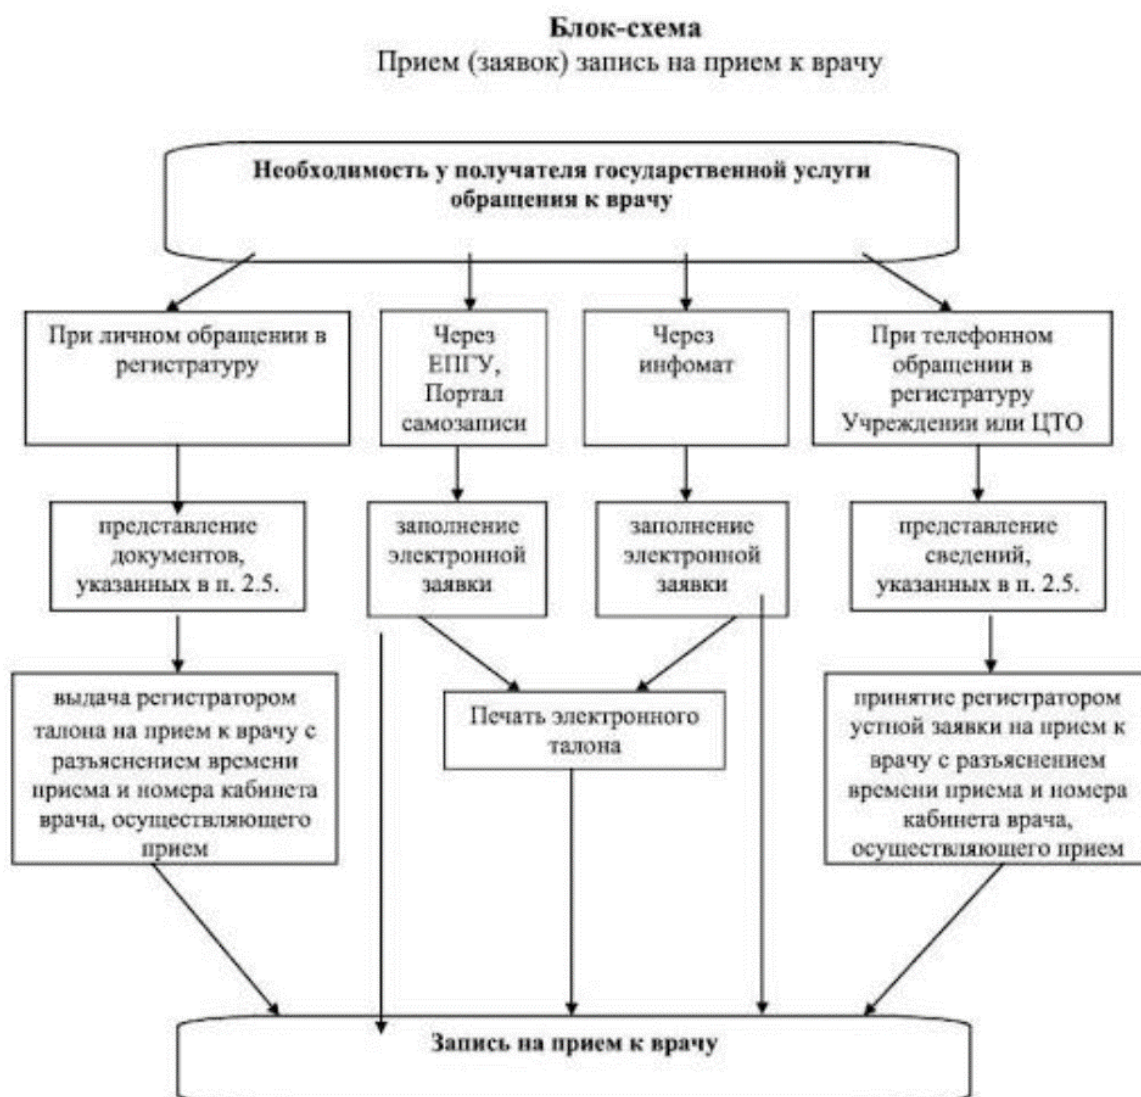 Блок-схема
Прием (заявок) запись на прием к врачу
Необходимость у получателя государственной услуги
обращения к врачу
При личном обращении в
регистратуру
Через
ЕПГУ,
Портал
самозаписи
Через
инфомат
При телефонном
обращении в
регистратуру
Учреждении или ЦТО
представление
документов,
указанных в п. 2.5.
заполнение
электронной
заявки
заполнение
электронной
заявки
представление
сведений,
указанных в п. 2.5.
выдача регистратором
талона на прием к врачу с
разъяснением времени
приема и номера кабинета
врача, осуществляющего
прием
Печать электронного
талона
принятие регистратором
устной заявки на прием к
врачу с разъяснением
времени приема и номера
кабинета врача,
осуществляющего прием
Запись на прием к врачу